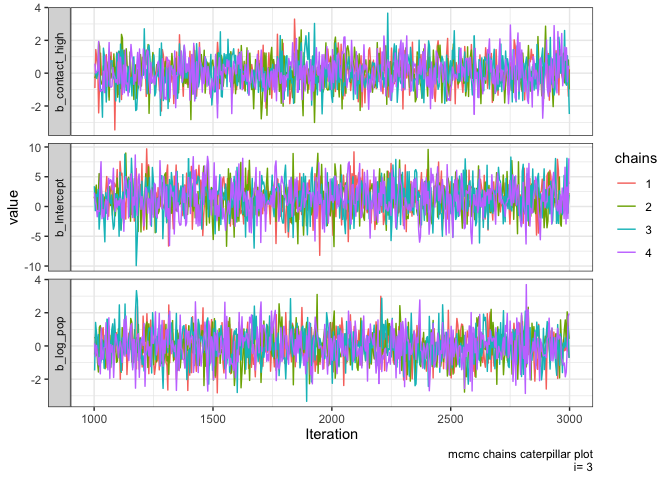 4
2
0
-2
b_contact_high
10
5
0
-5
-10
b_Intercept
4
2
0
-2
b_log_pop
value
1000
1500
2000
2500
3000
Iteration
chains
1
2
3
4
mcmc chains caterpillar plot
i= 3